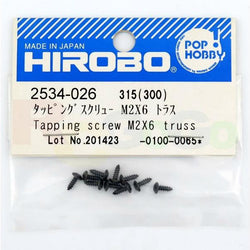 MADE IN JAPAN
POP
HOBBY
HIROBO
2534-026 315(300)
タッピングスクリュー M2X6 トラス
Tapping screw M2X6 truss
Lot No.201423 -0100-0065*